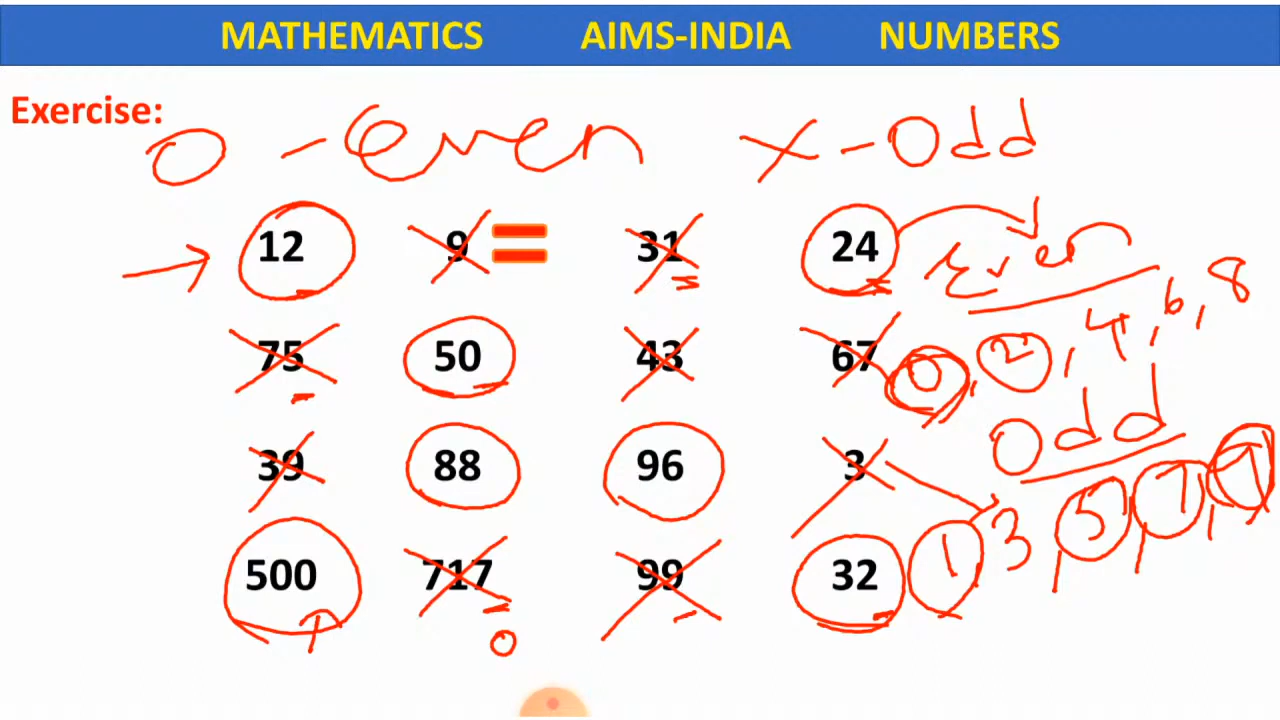 MATHEMATICS AIMS-INDIA NUMBERS
Exercise:
O - Even X - Odd
12 9 = 31 24 Even
0, 2, 4, 6, 8
75 50 43 67
Odd
39 88 96 3
1 3, 5, 7, 9
500 717 99 32